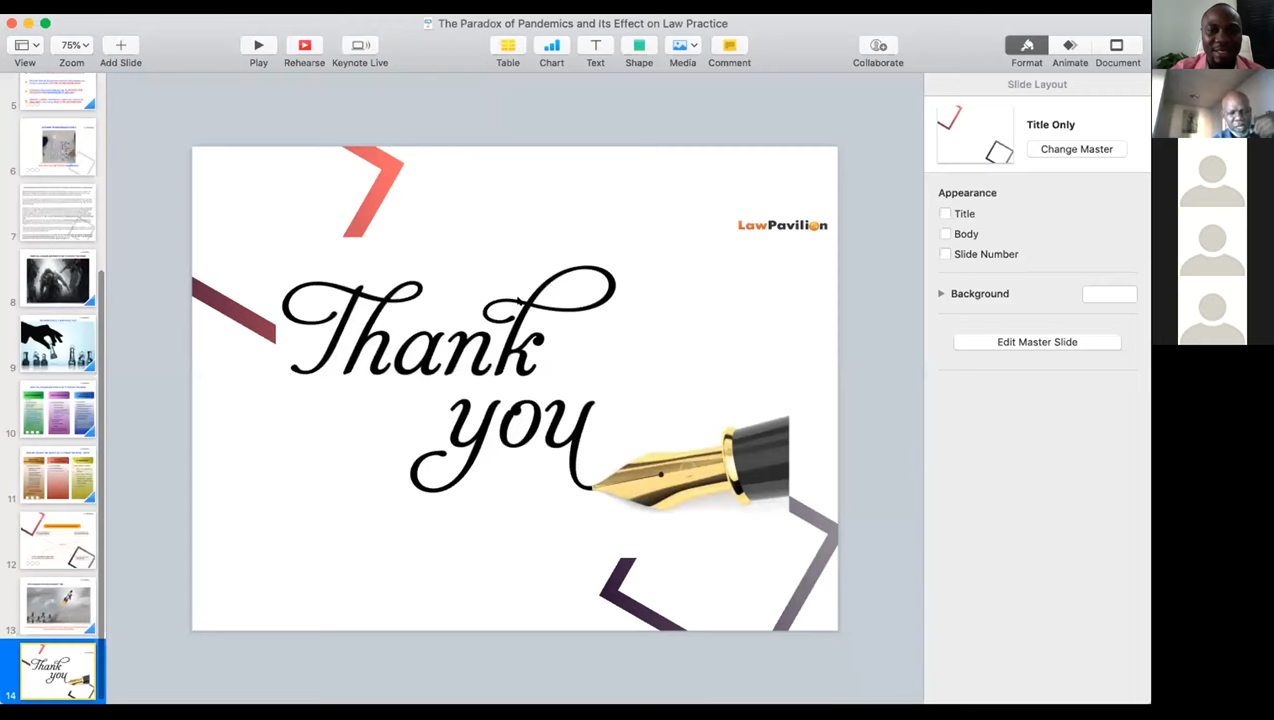 The Paradox of Pandemics and its Effect on Law Practice
75%
View
Zoom
Add Slide
Play
Rehearse
Keynote Live
Table
Chart
Text
Shape
Media
Comment
Collaborate
Format
Animate
Document
5
6
7
8
9
10
11
12
13
Thank
you
14
LawPavilion
Thank
you
Slide Layout
Title Only
Change Master
Appearance
Title
Body
Slide Number
Background
Edit Master Slide